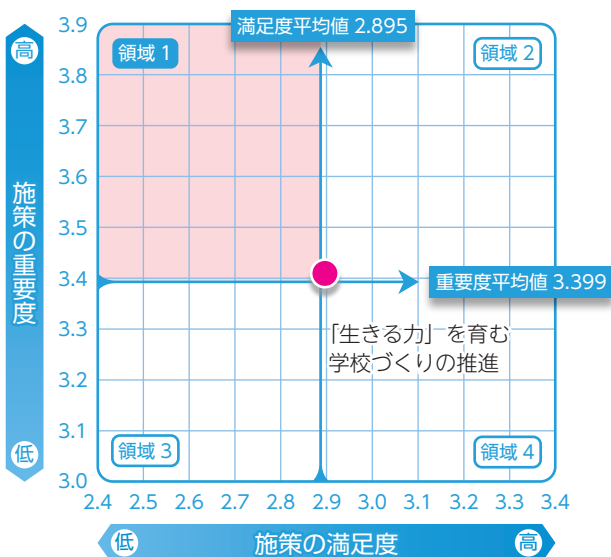 満足度平均値 2.895
高
施策の重要度
低
3.9
3.8
3.7
3.6
3.5
3.4
3.3
3.2
3.1
3.0
領域 1
領域 2
重要度平均値 3.399
「生きる力」を育む
学校づくりの推進
領域 3
領域 4
2.4 2.5 2.6 2.7 2.8 2.9 3.0 3.1 3.2 3.3 3.4
低 施策の満足度 高